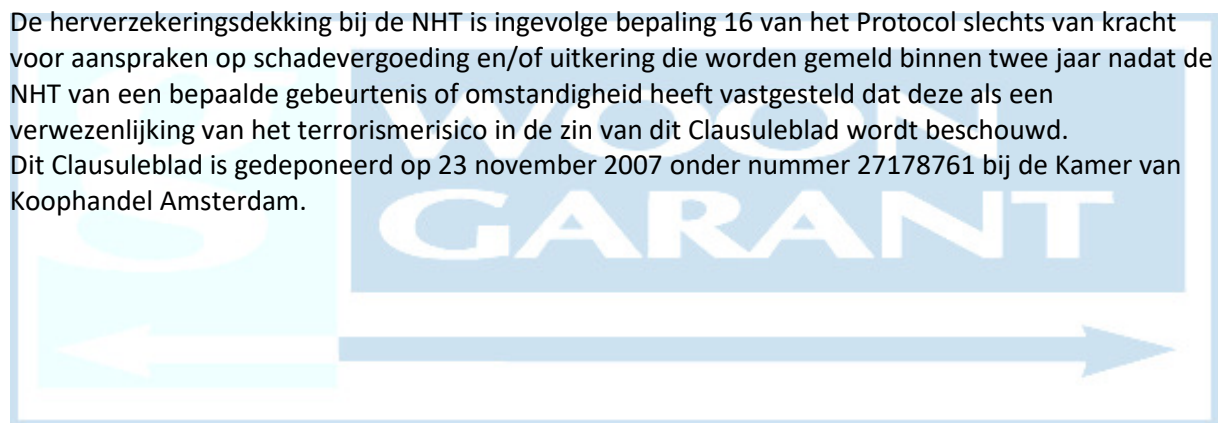 De herverzekeringsdekking bij de NHT is ingevolge bepaling 16 van het Protocol slechts van kracht
voor aanspraken op schadevergoeding en/of uitkering die worden gemeld binnen twee jaar nadat de
NHT van een bepaalde gebeurtenis of omstandigheid heeft vastgesteld dat deze als een
verwezenlijking van het terrorismerisico in de zin van dit Clausuleblad wordt beschouwd.
Dit Clausuleblad is gedeponeerd op 23 november 2007 onder nummer 27178761 bij de Kamer van
Koophandel Amsterdam.
g
WOON
GARANT